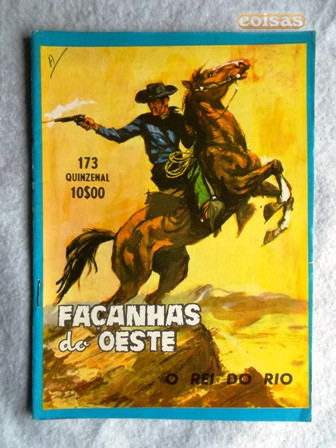 coisas
173
QUINZENAL
10$00
FAÇANHAS
do OESTE
O REI DO RIO